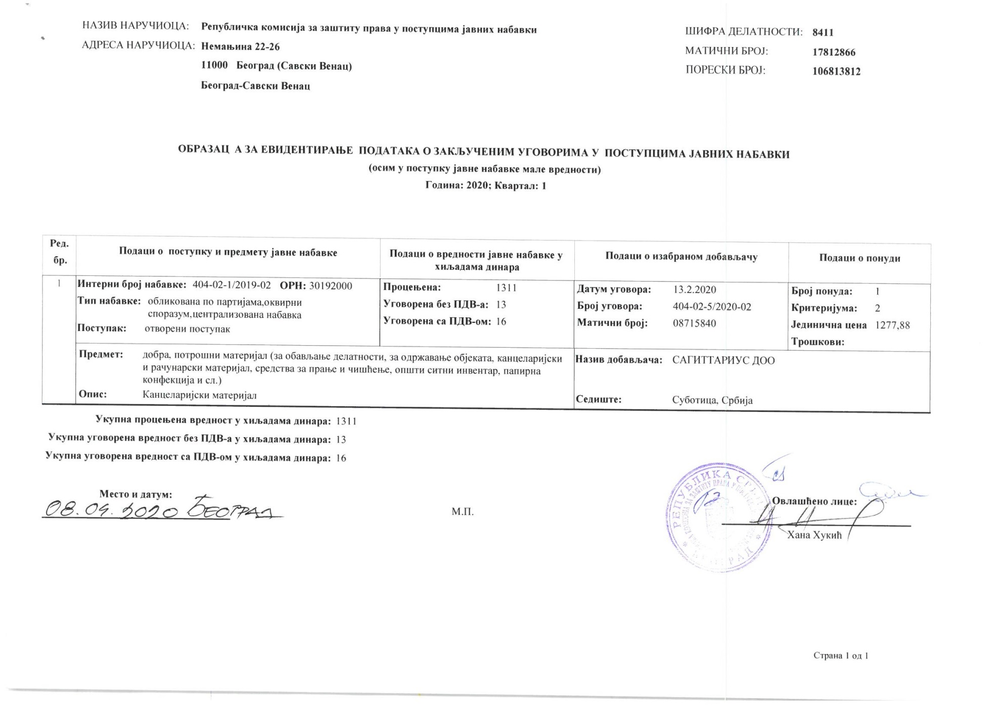 НАЗИВ НАРУЧИОЦА: Републичка комисија за заштиту права у поступцима јавних набавки
АДРЕСА НАРУЧИОЦА: Немањина 22-26
11000 Београд (Савски Венац)
Београд-Савски Венац
ШИФРА ДЕЛАТНОСТИ: 8411
МАТИЧНИ БРОЈ: 17812866
ПОРЕСКИ БРОЈ: 106813812
ОБРАЗАЦ А ЗА ЕВИДЕНТИРАЊЕ ПОДАТАКА О ЗАКЉУЧЕНИМ УГОВОРИМА У ПОСТУПЦИМА ЈАВНИХ НАБАВКИ
(осим у поступку јавне набавке мале вредности)
Година: 2020; Квартал: 1
Ред.
бр.
Подаци о поступку и предмету јавне набавке
Подаци о вредности јавне набавке у
хиљадама динара
Подаци о изабраном добављачу
Подаци о понуди
1
Интерни број набавке: 404-02-1/2019-02 ОРН: 30192000
Тип набавке: обликована по партијама,оквирни
споразум,централизована набавка
Поступак: отворени поступак
Процењена: 1311
Уговорена без ПДВ-а: 13
Уговорена са ПДВ-ом: 16
Датум уговора: 13.2.2020
Број уговора: 404-02-5/2020-02
Матични број: 08715840
Број понуда: 1
Критеријума: 2
Јединична цена 1277,88
Трошкови:
Предмет: добра, потрошни материјал (за обављање делатности, за одржавање објеката, канцеларијски
и рачунарски материјал, средства за прање и чишћење, општи ситни инвентар, папирна
конфекција и сл.)
Опис: Канцеларијски материјал
Назив добављача: САГИТТАРИУС ДОО
Седиште: Суботица, Србија
Укупна процењена вредност у хиљадама динара: 1311
Укупна уговорена вредност без ПДВ-а у хиљадама динара: 13
Укупна уговорена вредност са ПДВ-ом у хиљадама динара: 16
Место и датум:
08.04.2020 БЕОГРАД
М.П.
РЕПУБЛИКА СРБИЈА
БЕОГРАД
Овлашћено лице:
Хана Хукић
Страна 1 од 1